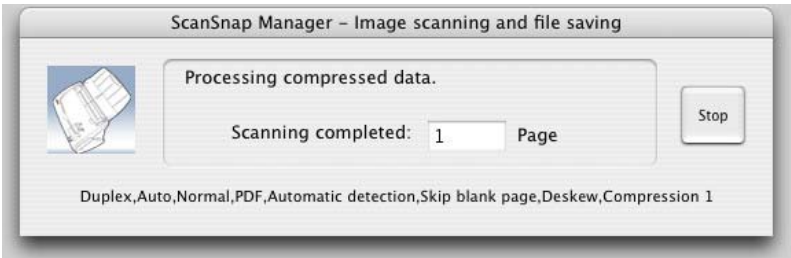 ScanSnap Manager – Image scanning and file saving
Processing compressed data.
Scanning completed: 1 Page
Stop
Duplex,Auto,Normal,PDF,Automatic detection,Skip blank page,Deskew,Compression 1